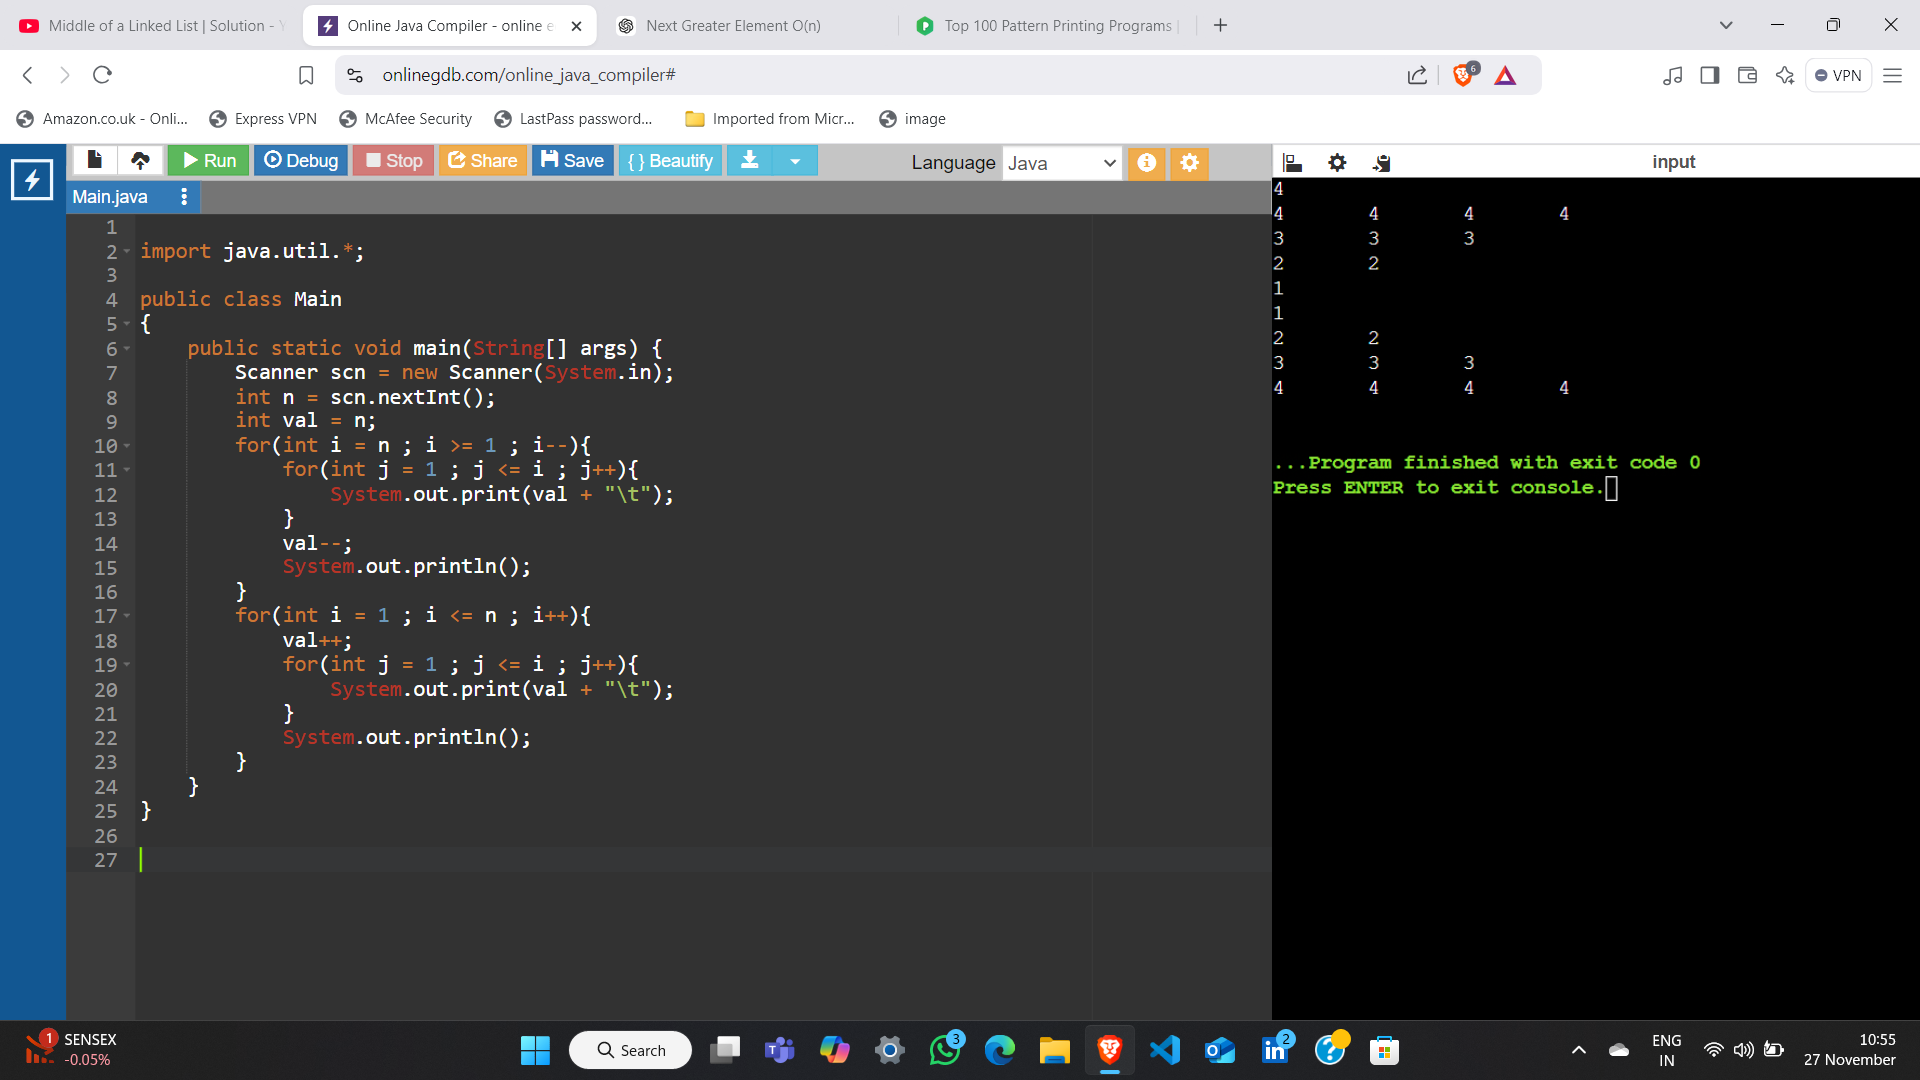 Middle of a Linked List | Solution - Y
Online Java Compiler - online e
Next Greater Element O(n)
Top 100 Pattern Printing Programs |
onlinegdb.com/online_java_compiler#
6
VPN
Amazon.co.uk - Onli...
Express VPN
McAfee Security
LastPass password...
Imported from Micr...
image
Run
Debug
Stop
Share
Save
{ } Beautify
Language
Java
input
Main.java
1
2 import java.util.*;
3
4 public class Main
5 {
6 public static void main(String[] args) {
7 Scanner scn = new Scanner(System.in);
8 int n = scn.nextInt();
9 int val = n;
10 for(int i = n ; i >= 1 ; i--){
11 for(int j = 1 ; j <= i ; j++){
12 System.out.print(val + "\t");
13 }
14 val--;
15 System.out.println();
16 }
17 for(int i = 1 ; i <= n ; i++){
18 val++;
19 for(int j = 1 ; j <= i ; j++){
20 System.out.print(val + "\t");
21 }
22 System.out.println();
23 }
24 }
25 }
26
27
4
4 4 4 4
3 3 3
2 2
1
1
2 2
3 3 3
4 4 4 4
...Program finished with exit code 0
Press ENTER to exit console.
1
SENSEX
-0.05%
Search
3
2
ENG
IN
10:55
27 November